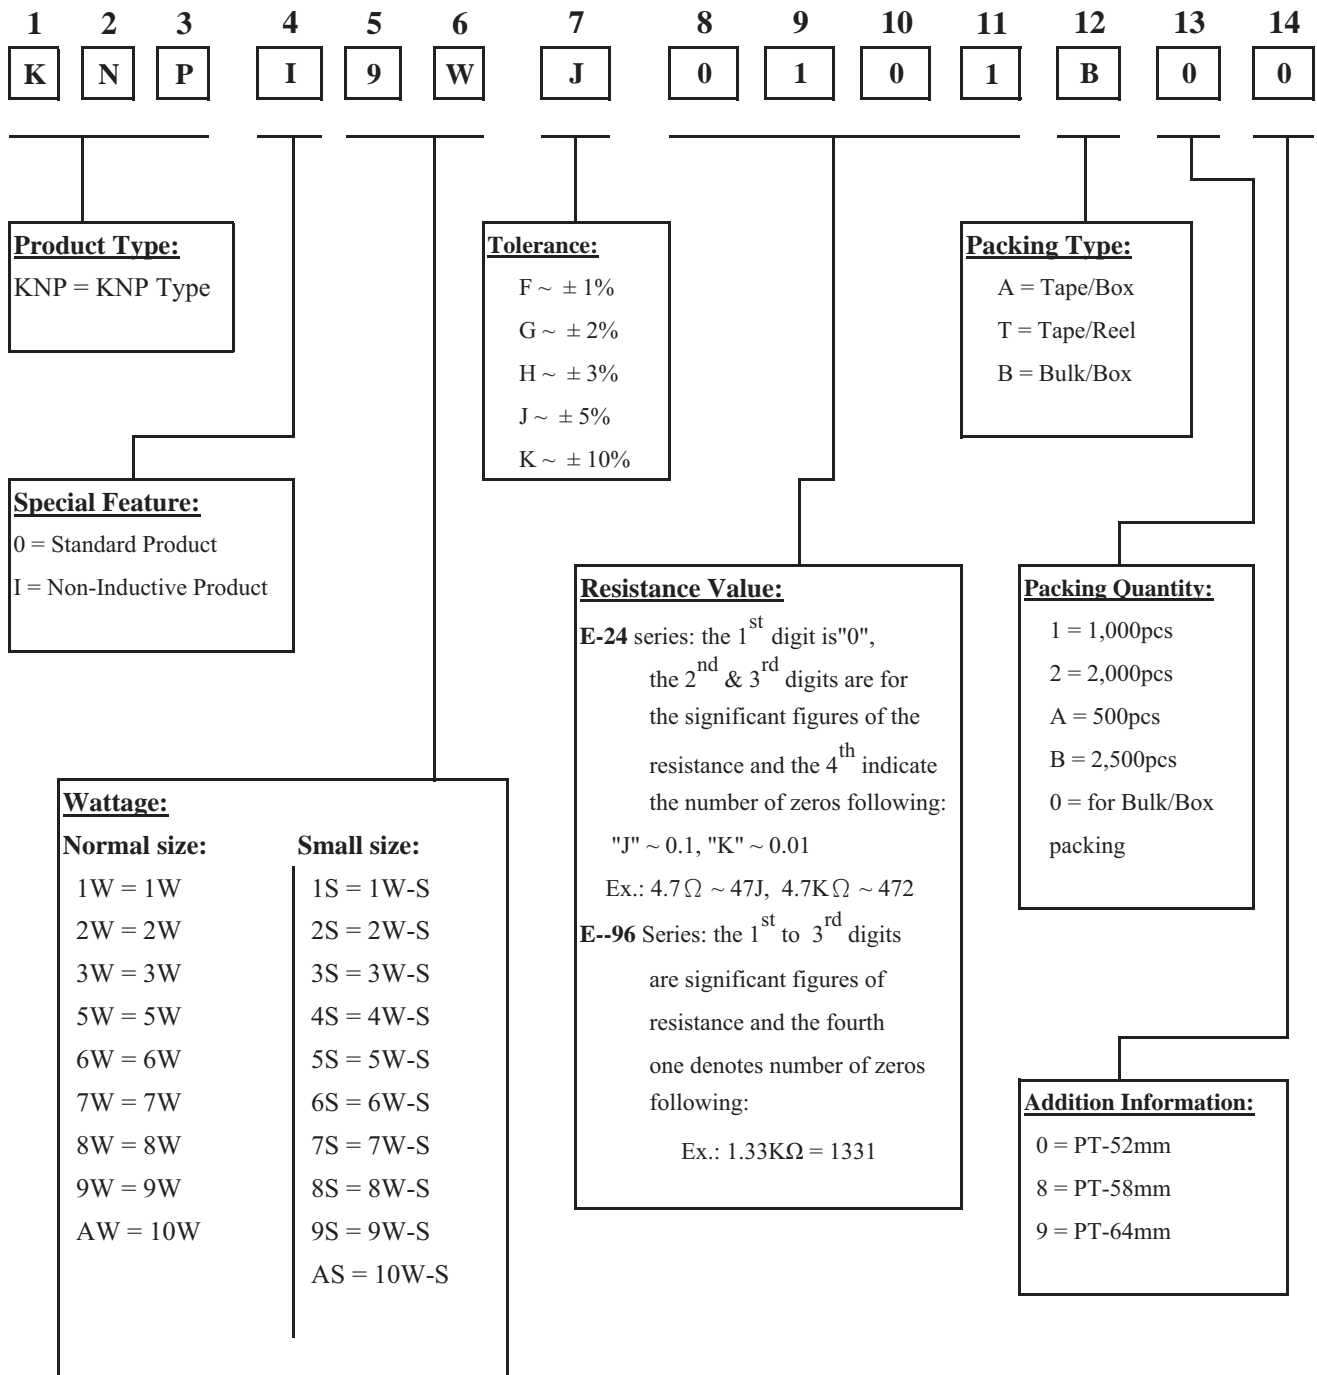 1 2 3 4 5 6 7 8 9 10 11 12 13 14
K N P I 9 W J 0 1 0 1 B 0 0
Product Type:
KNP = KNP Type
Special Feature:
0 = Standard Product
I = Non-Inductive Product
Wattage:
Normal size:
1W = 1W
2W = 2W
3W = 3W
5W = 5W
6W = 6W
7W = 7W
8W = 8W
9W = 9W
AW = 10W
Small size:
1S = 1W-S
2S = 2W-S
3S = 3W-S
4S = 4W-S
5S = 5W-S
6S = 6W-S
7S = 7W-S
8S = 8W-S
9S = 9W-S
AS = 10W-S
Tolerance:
F ~ ± 1%
G ~ ± 2%
H ~ ± 3%
J ~ ± 5%
K ~ ± 10%
Resistance Value:
E-24 series: the 1st digit is"0",
the 2nd & 3rd digits are for
the significant figures of the
resistance and the 4th indicate
the number of zeros following:
"J" ~ 0.1, "K" ~ 0.01
Ex.: 4.7Ω ~ 47J, 4.7KΩ ~ 472
E--96 Series: the 1st to 3rd digits
are significant figures of
resistance and the fourth
one denotes number of zeros
following:
Ex.: 1.33KΩ = 1331
Packing Type:
A = Tape/Box
T = Tape/Reel
B = Bulk/Box
Packing Quantity:
1 = 1,000pcs
2 = 2,000pcs
A = 500pcs
B = 2,500pcs
0 = for Bulk/Box
packing
Addition Information:
0 = PT-52mm
8 = PT-58mm
9 = PT-64mm